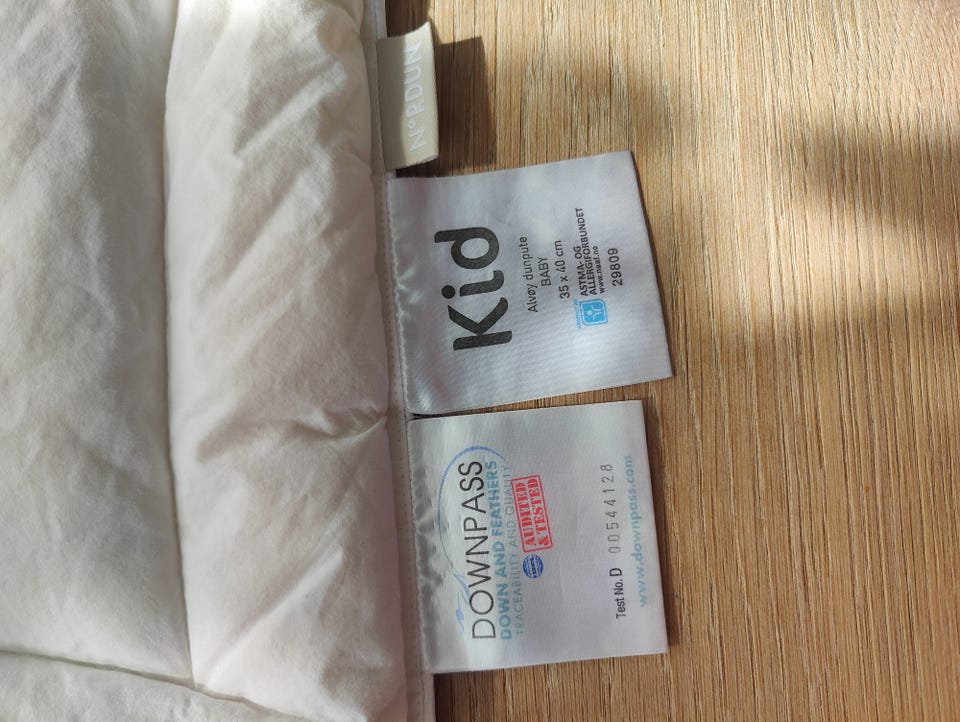 N°RDUN
Kid
Alvøy dunpute
BABY
35 x 40 cm
ASTMA- OG
ALLERGIFORBUNDET
www.naaf.no
29809
DOWNPASS
DOWN AND FEATHERS
TRACEABILITY AND QUALITY
AUDITED
& TESTED
Test No. D 00544128
www.downpass.com